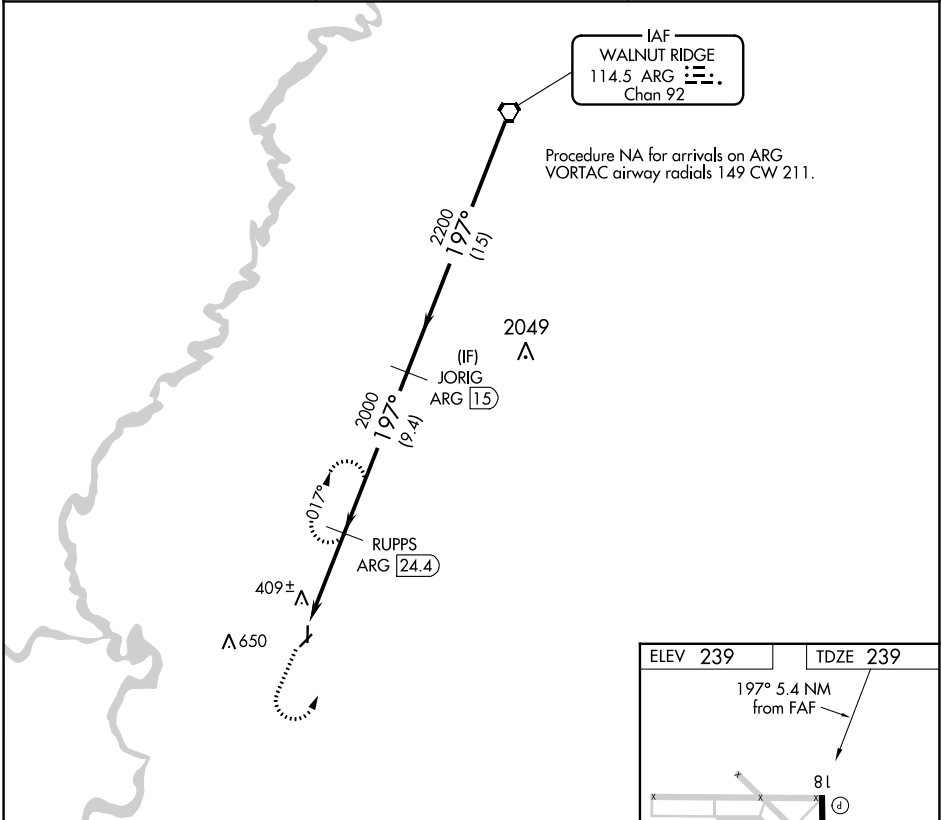 IAF
WALNUT RIDGE
114.5 ARG
Chan 92
Procedure NA for arrivals on ARG
VORTAC airway radials 149 CW 211.
2200
197°
(15)
2049
(IF)
JORIG
ARG 15
2000
197°
(9.4)
017°
RUPPS
ARG 24.4
409±
650
ELEV 239
TDZE 239
197° 5.4 NM
from FAF
18
x
x
x
x
P